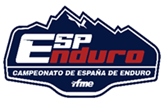 ESP
Enduro
CAMPEONATO DE ESPAÑA DE ENDURO
rfme